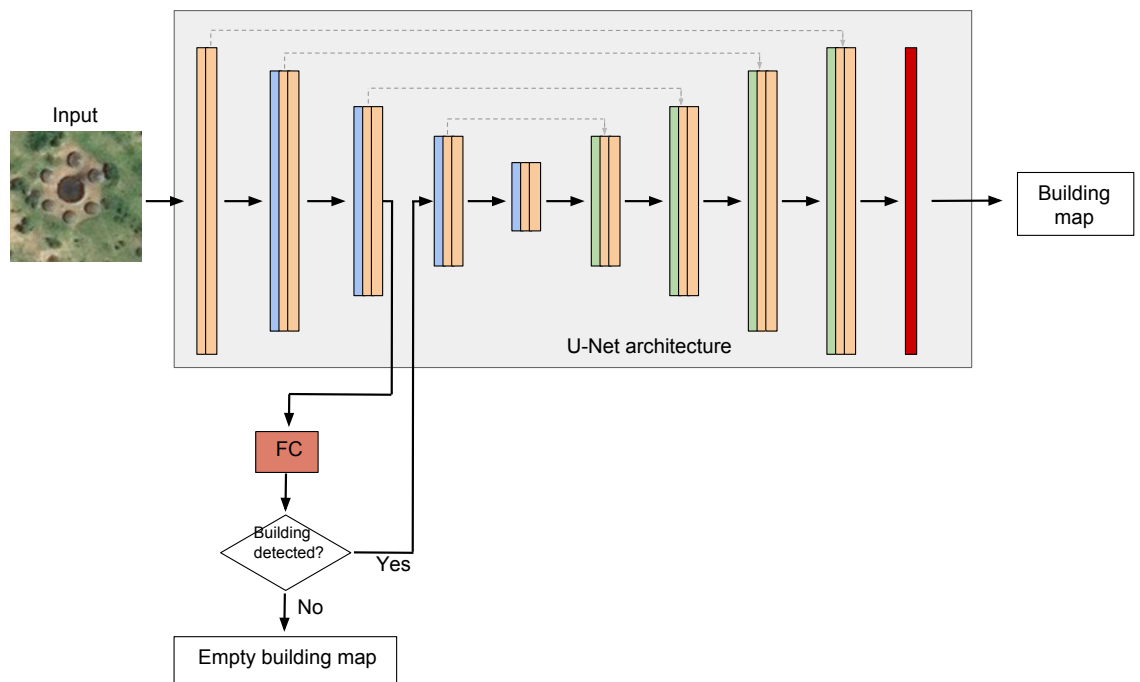 Input
Building
map
U-Net architecture
FC
Building
detected?
Yes
No
Empty building map